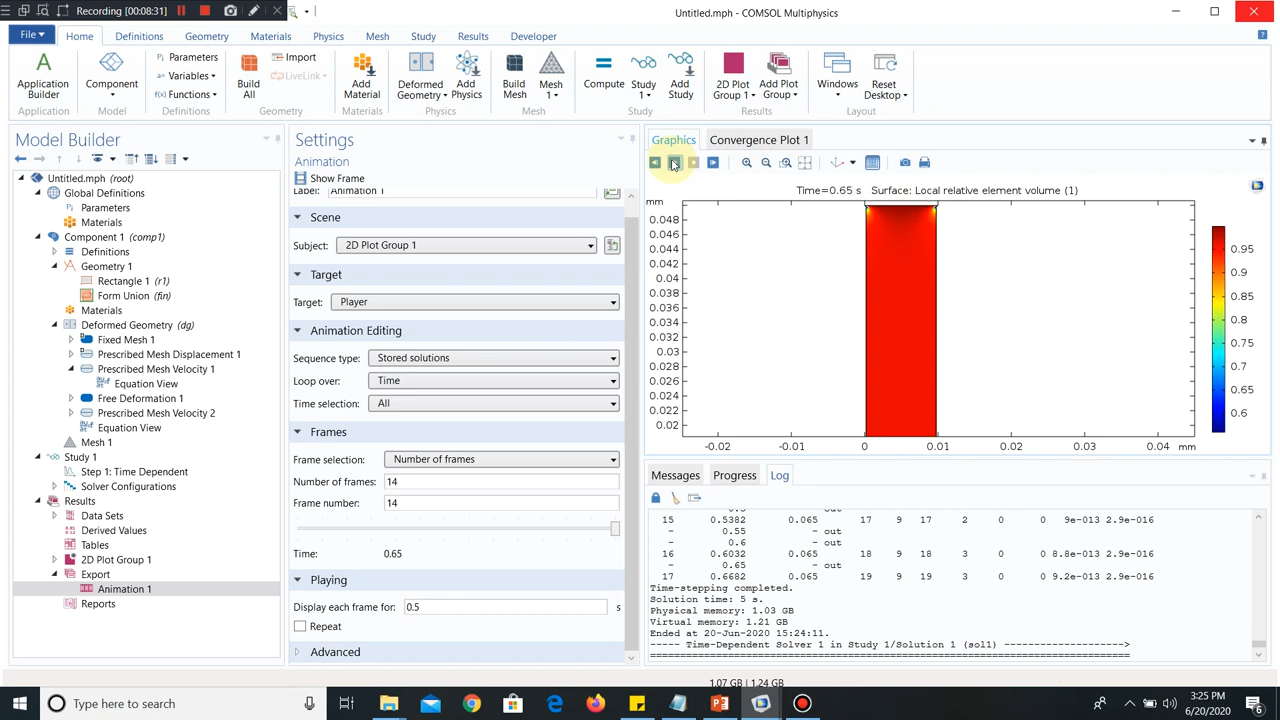 Recording [00:08:31]
Untitled.mph - COMSOL Multiphysics
File
Home
Definitions
Geometry
Materials
Physics
Mesh
Study
Results
Developer
Application Builder
Component
Parameters
Variables
Functions
Build All
Import
LiveLink
Add Material
Deformed Geometry
Add Physics
Build Mesh
Mesh 1
Compute
Study 1
Add Study
2D Plot Group 1
Add Plot Group
Windows
Reset Desktop
Application
Model
Definitions
Geometry
Materials
Physics
Mesh
Study
Results
Layout
Model Builder
Untitled.mph (root)
Global Definitions
Parameters
Materials
Component 1 (comp1)
Definitions
Geometry 1
Rectangle 1 (r1)
Form Union (fin)
Materials
Deformed Geometry (dg)
Fixed Mesh 1
Prescribed Mesh Displacement 1
Prescribed Mesh Velocity 1
Equation View
Free Deformation 1
Prescribed Mesh Velocity 2
Equation View
Mesh 1
Study 1
Step 1: Time Dependent
Solver Configurations
Results
Data Sets
Derived Values
Tables
2D Plot Group 1
Export
Animation 1
Reports
Settings
Animation
Show Frame
Label: Animation 1
Scene
Subject: 2D Plot Group 1
Target
Target: Player
Animation Editing
Sequence type: Stored solutions
Loop over: Time
Time selection: All
Frames
Frame selection: Number of frames
Number of frames: 14
Frame number: 14
Time: 0.65
Playing
Display each frame for: 0.5 s
Repeat
Advanced
Graphics
Convergence Plot 1
Time=0.65 s Surface: Local relative element volume (1)
mm
0.048
0.046
0.044
0.042
0.04
0.038
0.036
0.034
0.032
0.03
0.028
0.026
0.024
0.022
0.02
-0.02 -0.01 0 0.01 0.02 0.03 0.04 mm
0.95
0.9
0.85
0.8
0.75
0.7
0.65
0.6
Messages
Progress
Log
15 0.5382 0.065 17 9 17 2 0 0 9e-013 2.9e-016
- 0.55 - out
- 0.6 - out
16 0.6032 0.065 18 9 18 3 0 0 8.8e-013 2.9e-016
- 0.65 - out
17 0.6682 0.065 19 9 19 3 0 0 9.2e-013 2.9e-016
Time-stepping completed.
Solution time: 5 s.
Physical memory: 1.03 GB
Virtual memory: 1.21 GB
Ended at 20-Jun-2020 15:24:11.
----- Time-Dependent Solver 1 in Study 1/Solution 1 (sol1) -------------------->
1.07 GB | 1.24 GB
Type here to search
3:25 PM
6/20/2020
6